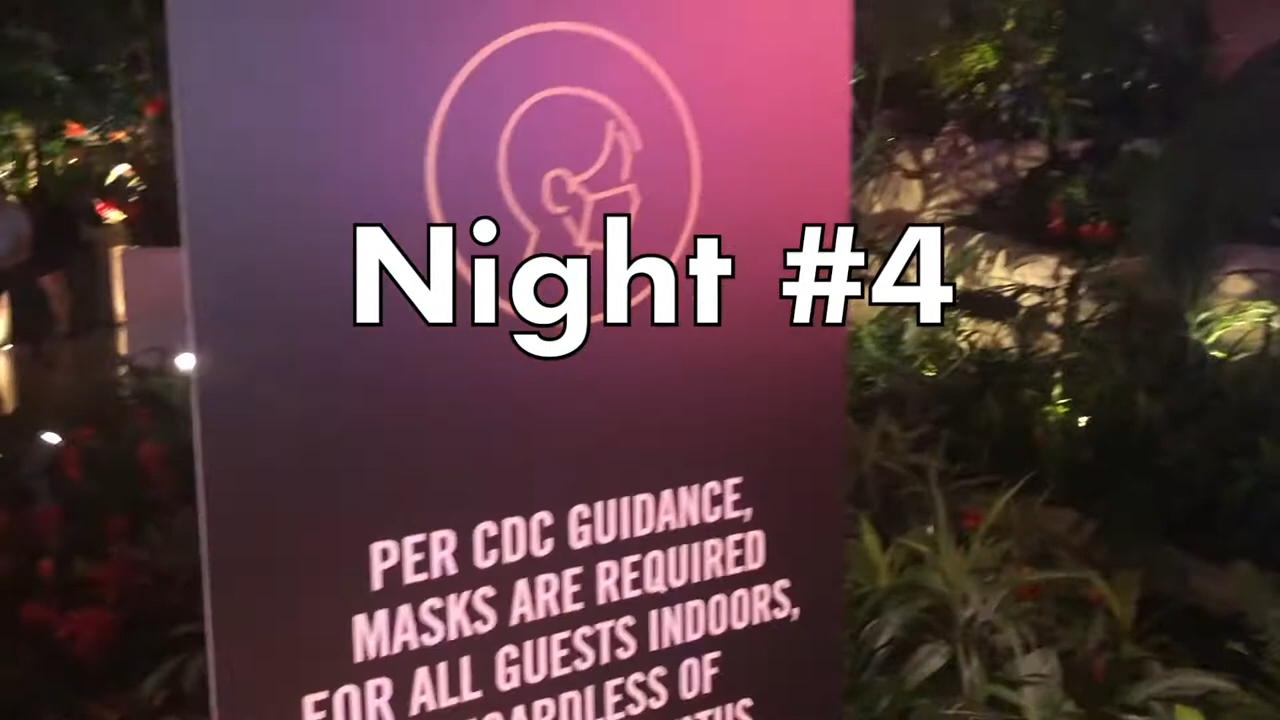 Night #4
PER CDC GUIDANCE,
MASKS ARE REQUIRED
FOR ALL GUESTS INDOORS,
REGARDLESS OF